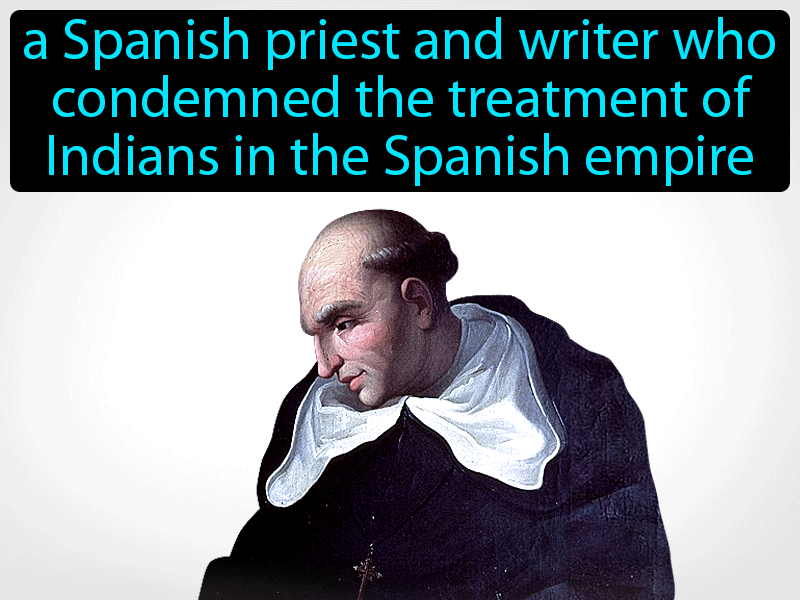 a Spanish priest and writer who
condemned the treatment of
Indians in the Spanish empire